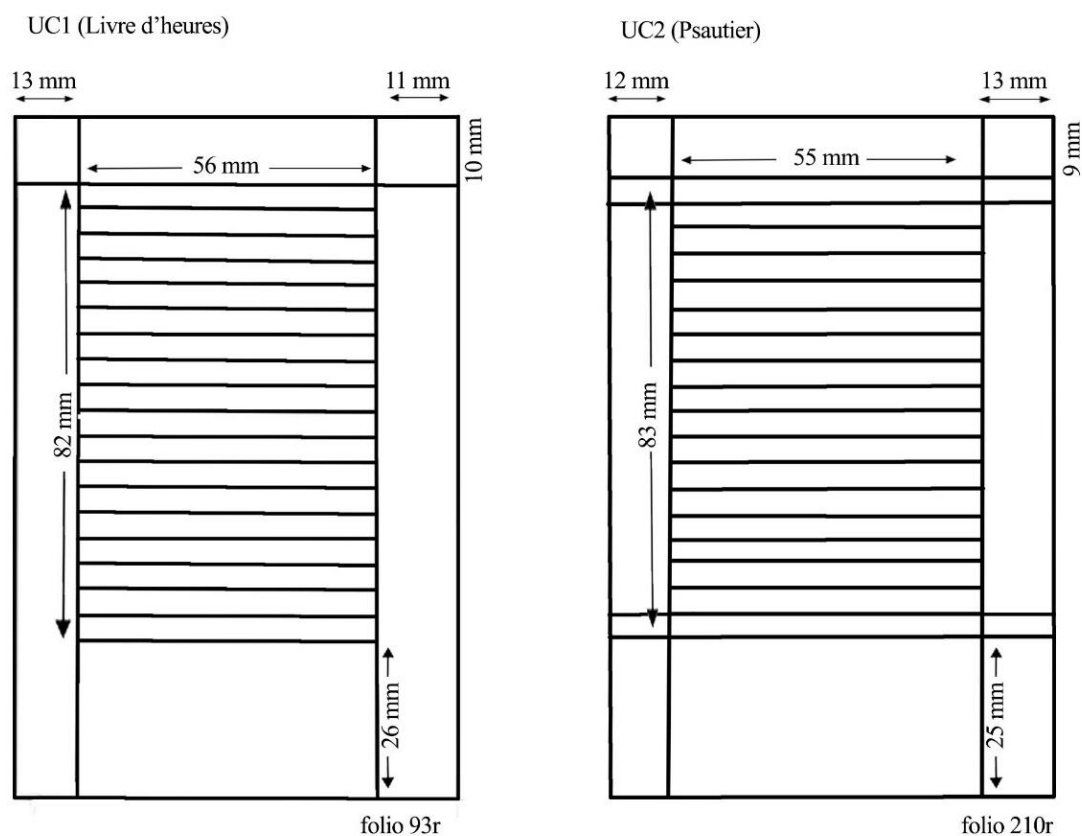 UC1 (Livre d’heures)
13 mm
11 mm
10 mm
56 mm
82 mm
26 mm
folio 93r
UC2 (Psautier)
12 mm
13 mm
9 mm
55 mm
83 mm
25 mm
folio 210r